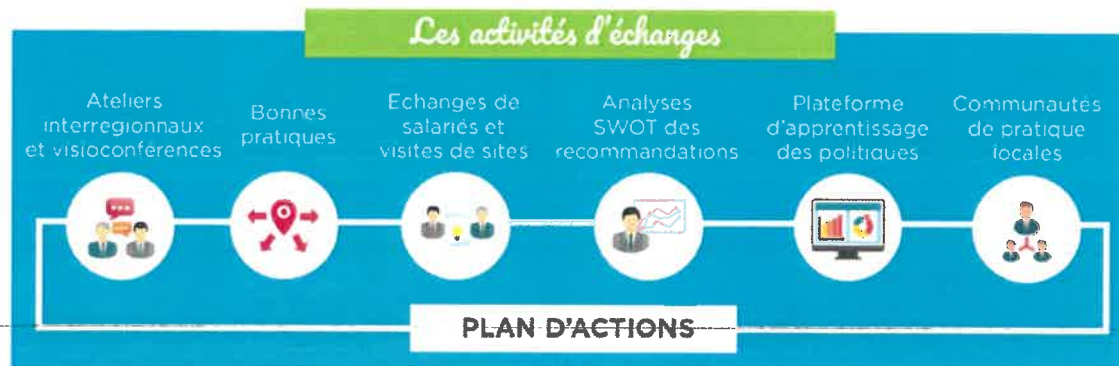 Les activités d'échanges
Ateliers
interregionnaux
et visioconférences
Bonnes
pratiques
Echanges de
salariés et
visites de sites
Analyses
SWOT des
recommandations
Plateforme
d'apprentissage
des politiques
Communautés
de pratique
locales
PLAN D'ACTIONS